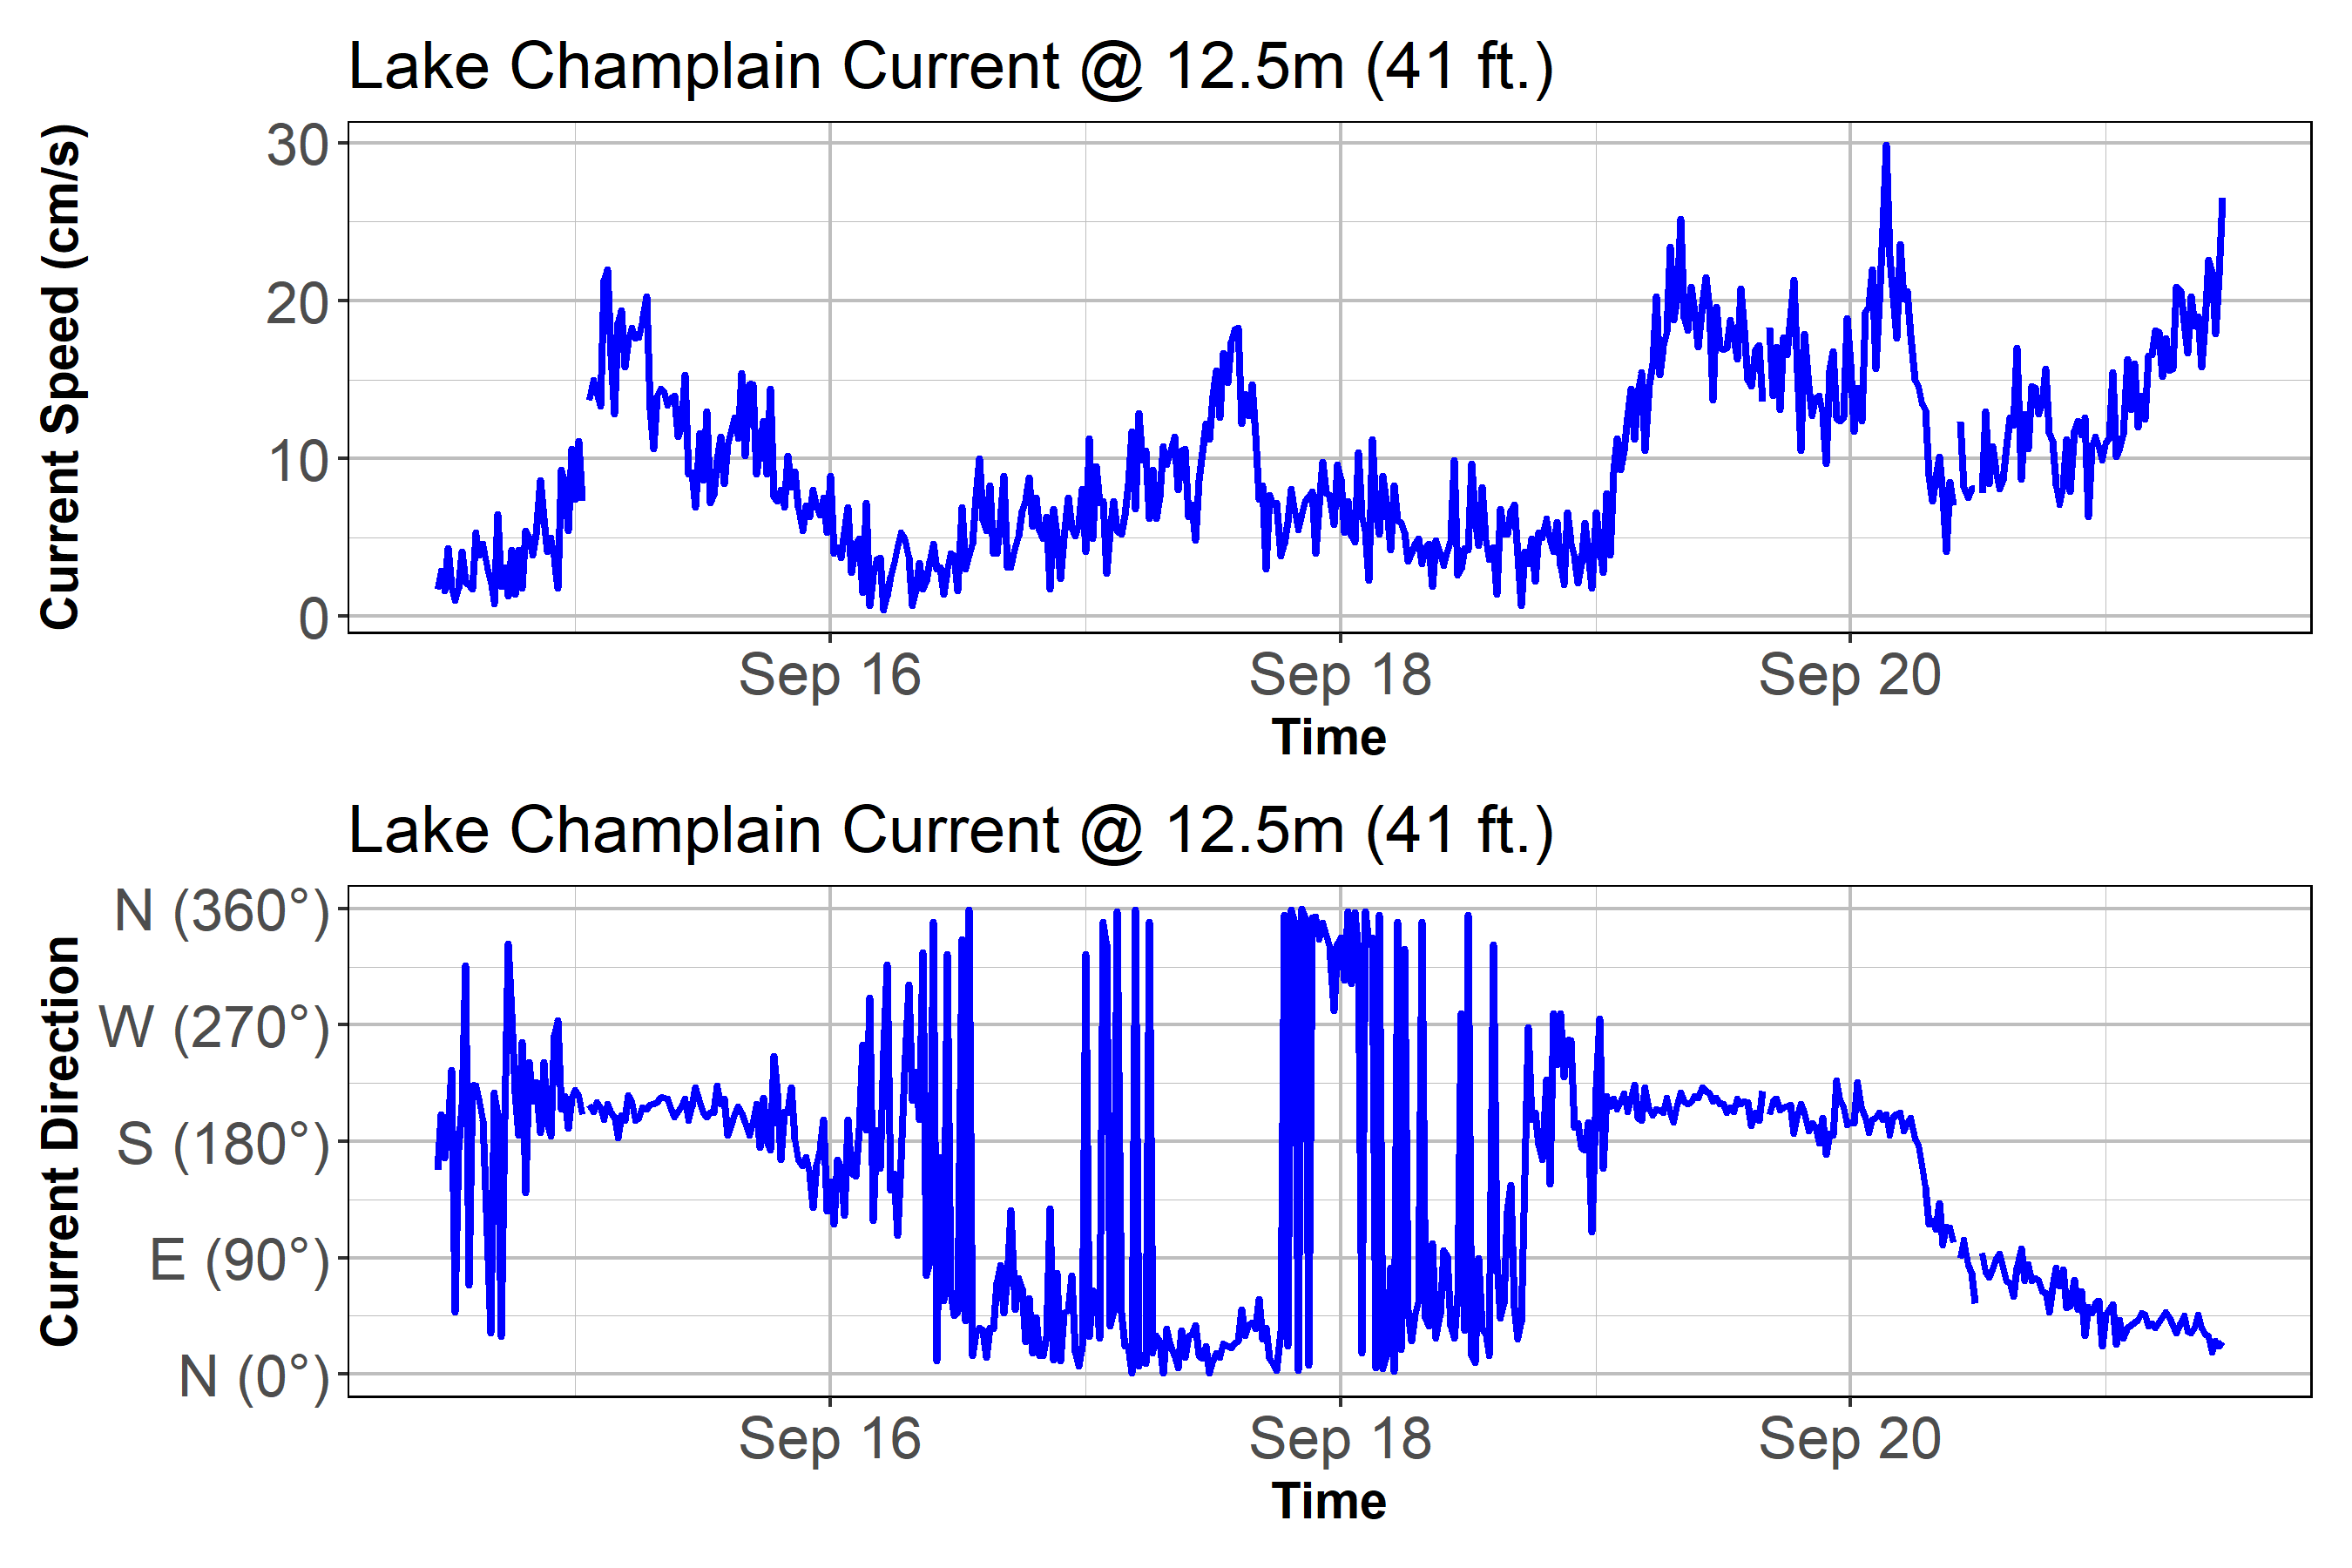 Lake Champlain Current @ 12.5m (41 ft.)
Current Speed (cm/s)
30
20
10
0
Sep 16 Sep 18 Sep 20
Time
Lake Champlain Current @ 12.5m (41 ft.)
Current Direction
N (360°)
W (270°)
S (180°)
E (90°)
N (0°)
Sep 16 Sep 18 Sep 20
Time